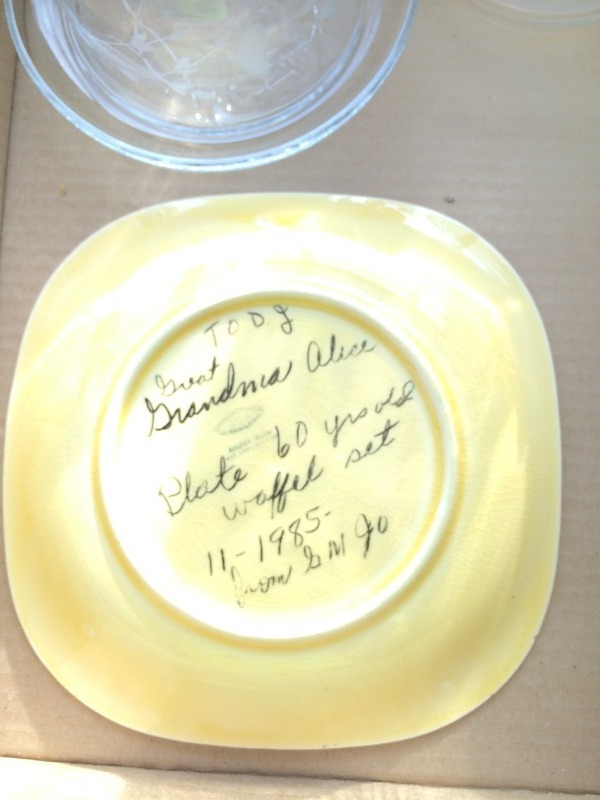 TO D.J
Great
Grandma Alice
Plate 60 yrs old
waffel set
11-1985-
from G M Jo